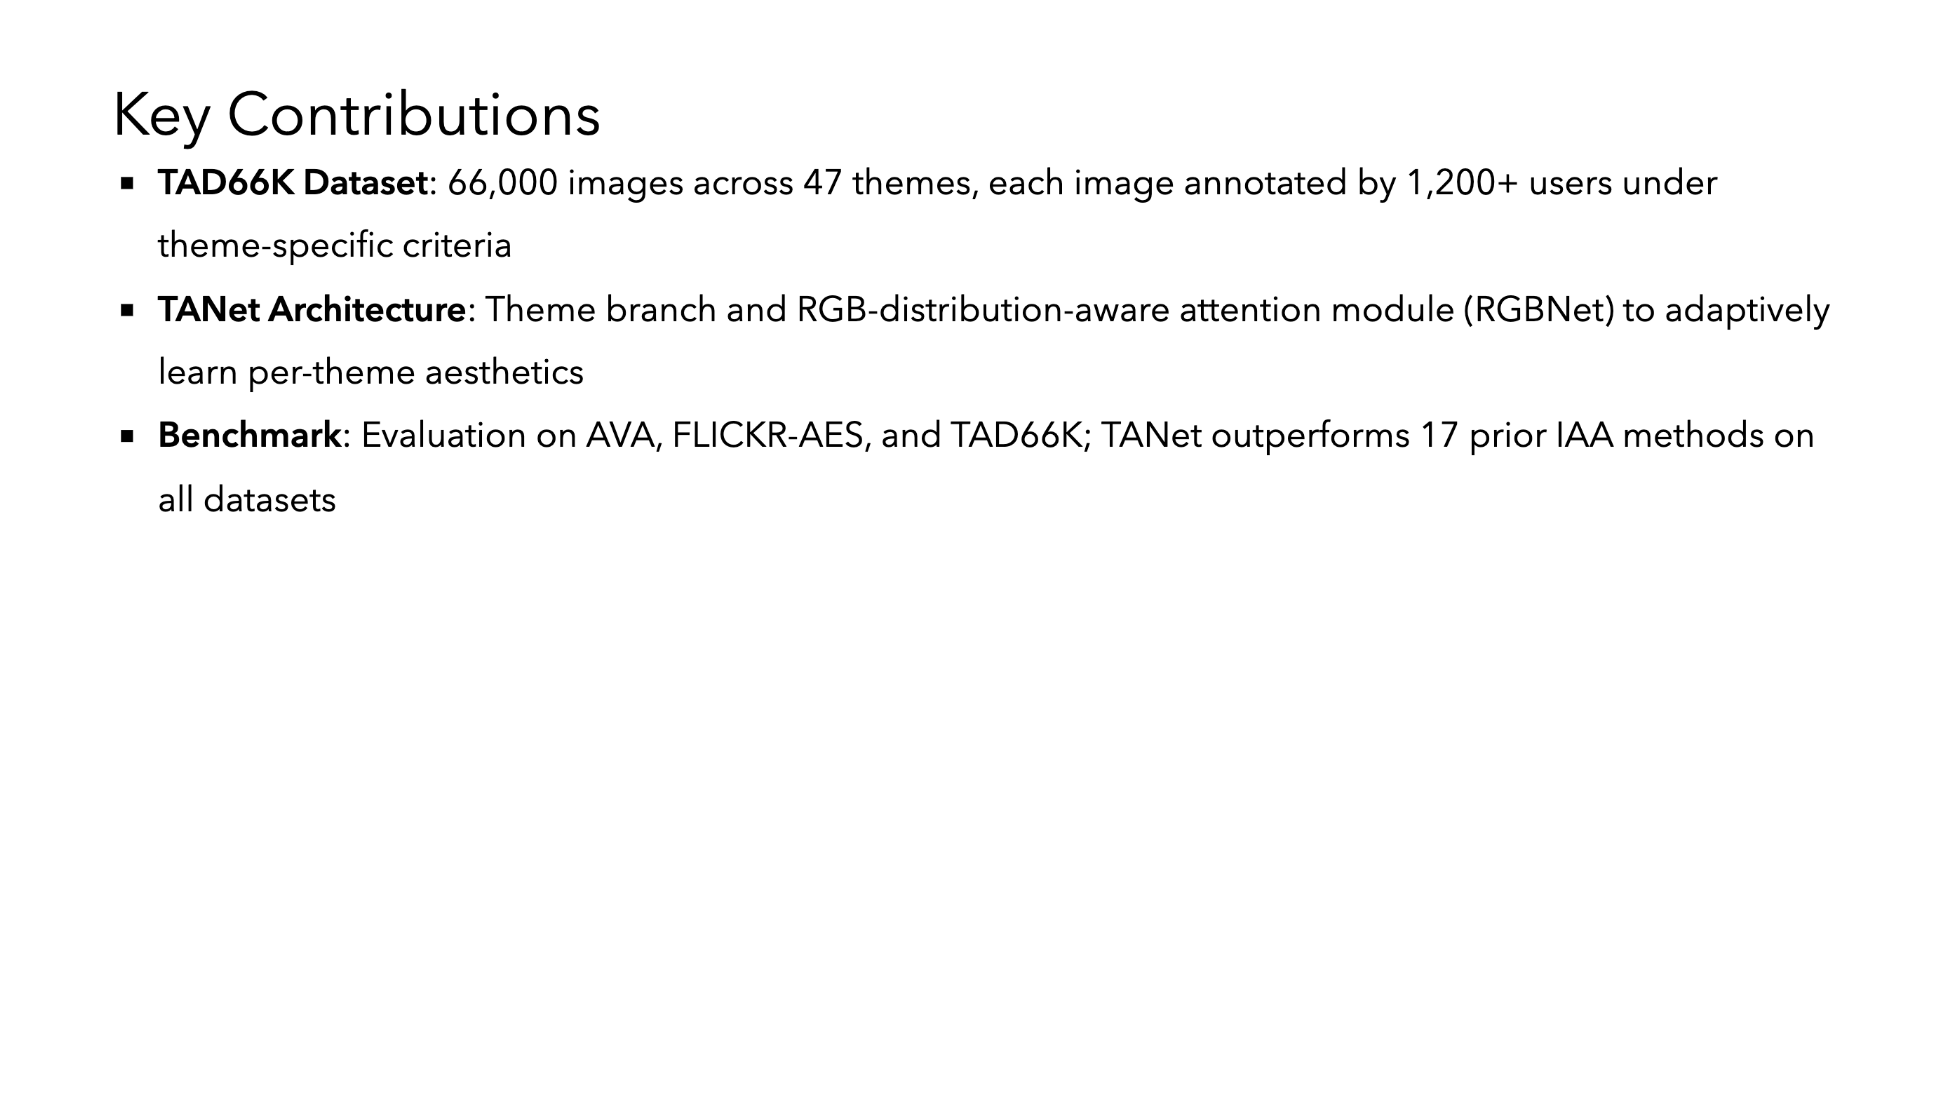 Key Contributions
▪ TAD66K Dataset: 66,000 images across 47 themes, each image annotated by 1,200+ users under
theme-specific criteria
▪ TANet Architecture: Theme branch and RGB-distribution-aware attention module (RGBNet) to adaptively
learn per-theme aesthetics
▪ Benchmark: Evaluation on AVA, FLICKR-AES, and TAD66K; TANet outperforms 17 prior IAA methods on
all datasets